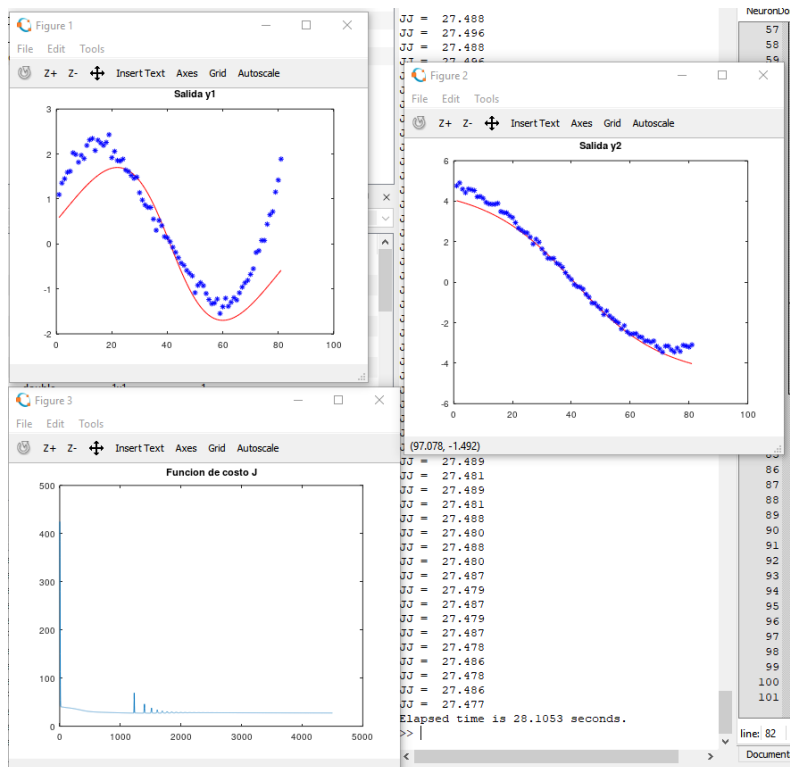 Figure 1
File Edit Tools
Z+ Z- Insert Text Axes Grid Autoscale
Salida y1
3
2
1
0
-1
-2
0 20 40 60 80 100
JJ = 27.488
JJ = 27.496
JJ = 27.488
JJ = 27.496
NeuronDo
57
58
59
Figure 2
File Edit Tools
Z+ Z- Insert Text Axes Grid Autoscale
Salida y2
6
4
2
0
-2
-4
-6
0 20 40 60 80 100
(97.078, -1.492)
Figure 3
File Edit Tools
Z+ Z- Insert Text Axes Grid Autoscale
Funcion de costo J
500
400
300
200
100
0
0 1000 2000 3000 4000 5000
JJ = 27.489
JJ = 27.481
JJ = 27.489
JJ = 27.481
JJ = 27.488
JJ = 27.480
JJ = 27.488
JJ = 27.480
JJ = 27.487
JJ = 27.479
JJ = 27.487
JJ = 27.479
JJ = 27.487
JJ = 27.478
JJ = 27.486
JJ = 27.478
JJ = 27.486
JJ = 27.477
Elapsed time is 28.1053 seconds.
>>
85
86
87
88
89
90
91
92
93
94
95
96
97
98
99
100
101
line: 82
Document